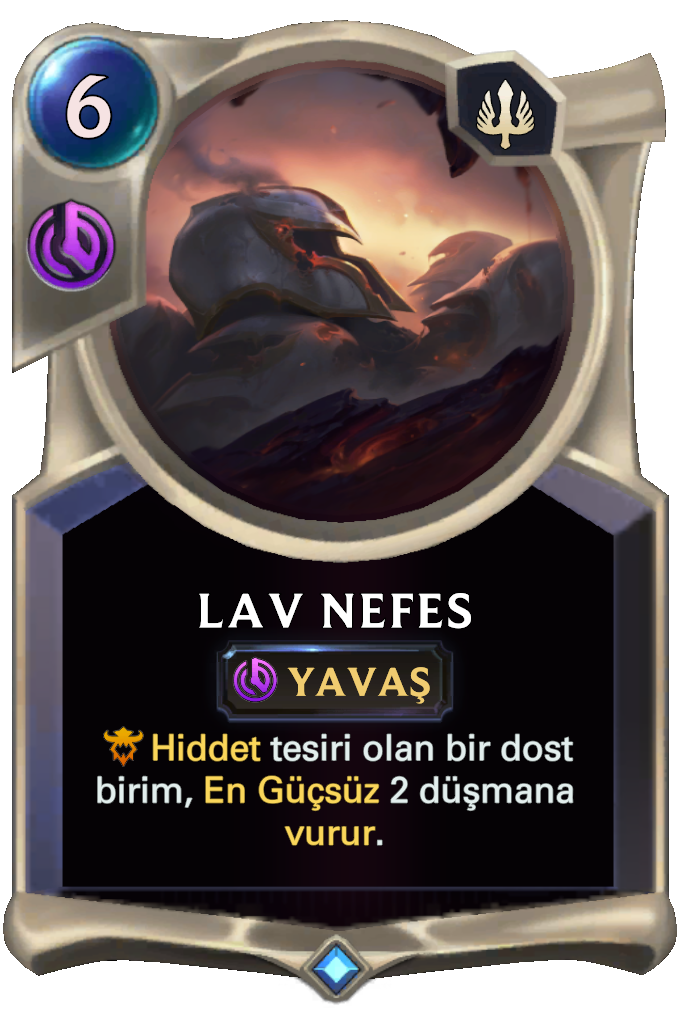 6
LAV NEFES
YAVAŞ
Hiddet tesiri olan bir dost
birim, En Güçsüz 2 düşmana
vurur.